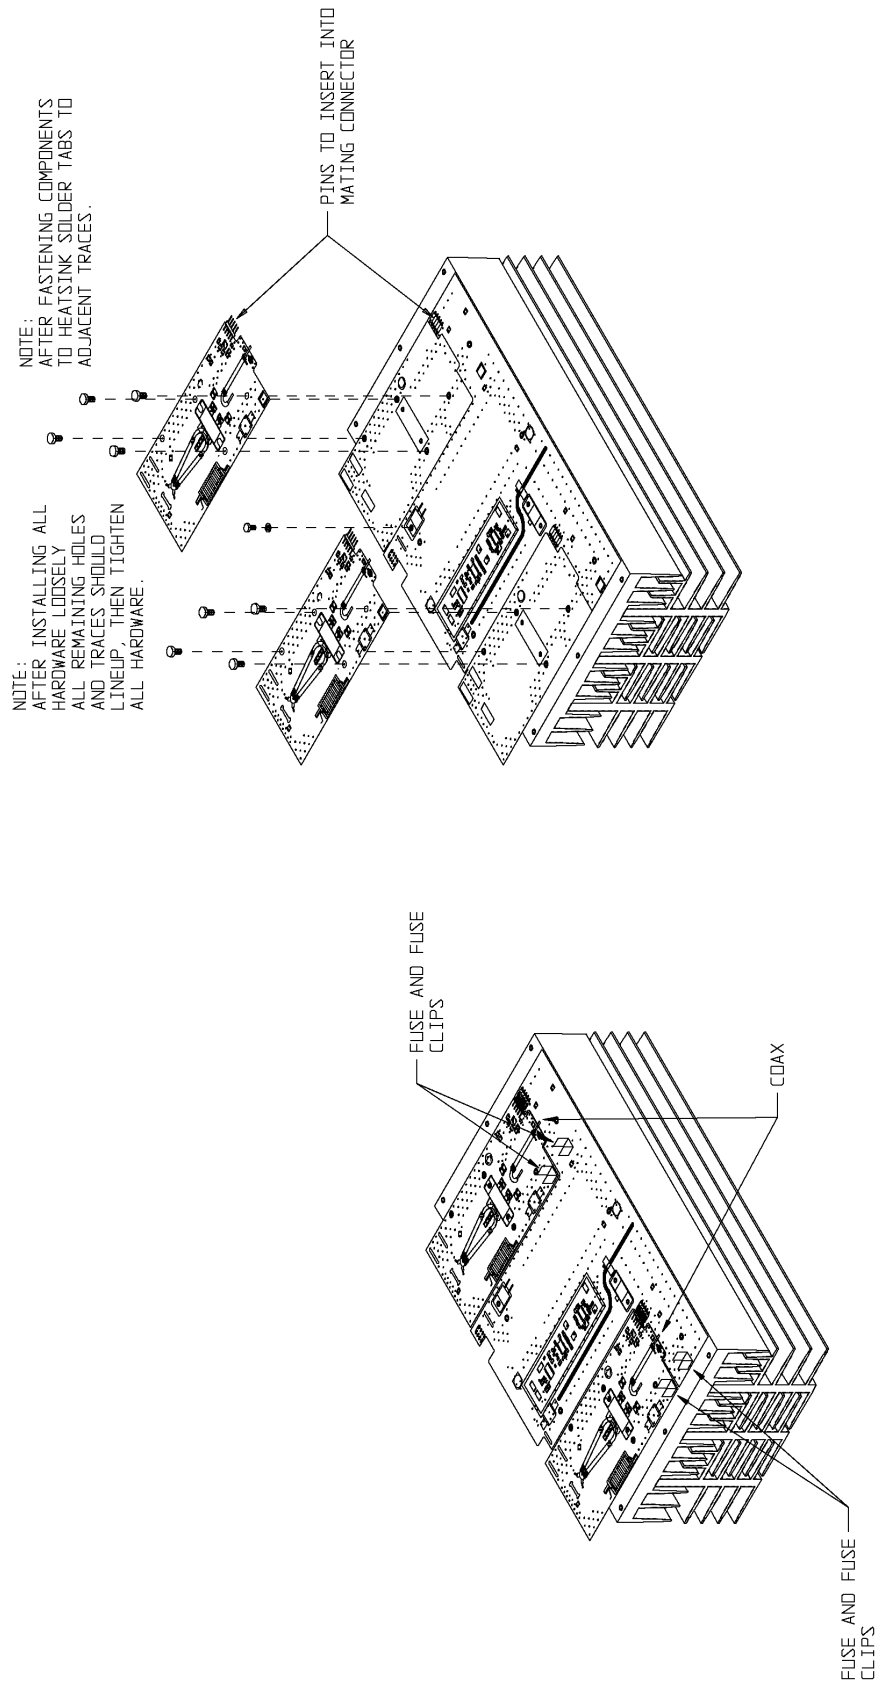 NOTE:
AFTER INSTALLING ALL
HARDWARE LOOSELY
ALL REMAINING HOLES
AND TRACES SHOULD
LINEUP, THEN TIGHTEN
ALL HARDWARE.
NOTE:
AFTER FASTENING COMPONENTS
TO HEATSINK SOLDER TABS TO
ADJACENT TRACES.
PINS TO INSERT INTO
MATING CONNECTOR
FUSE AND FUSE
CLIPS
COAX
FUSE AND FUSE
CLIPS